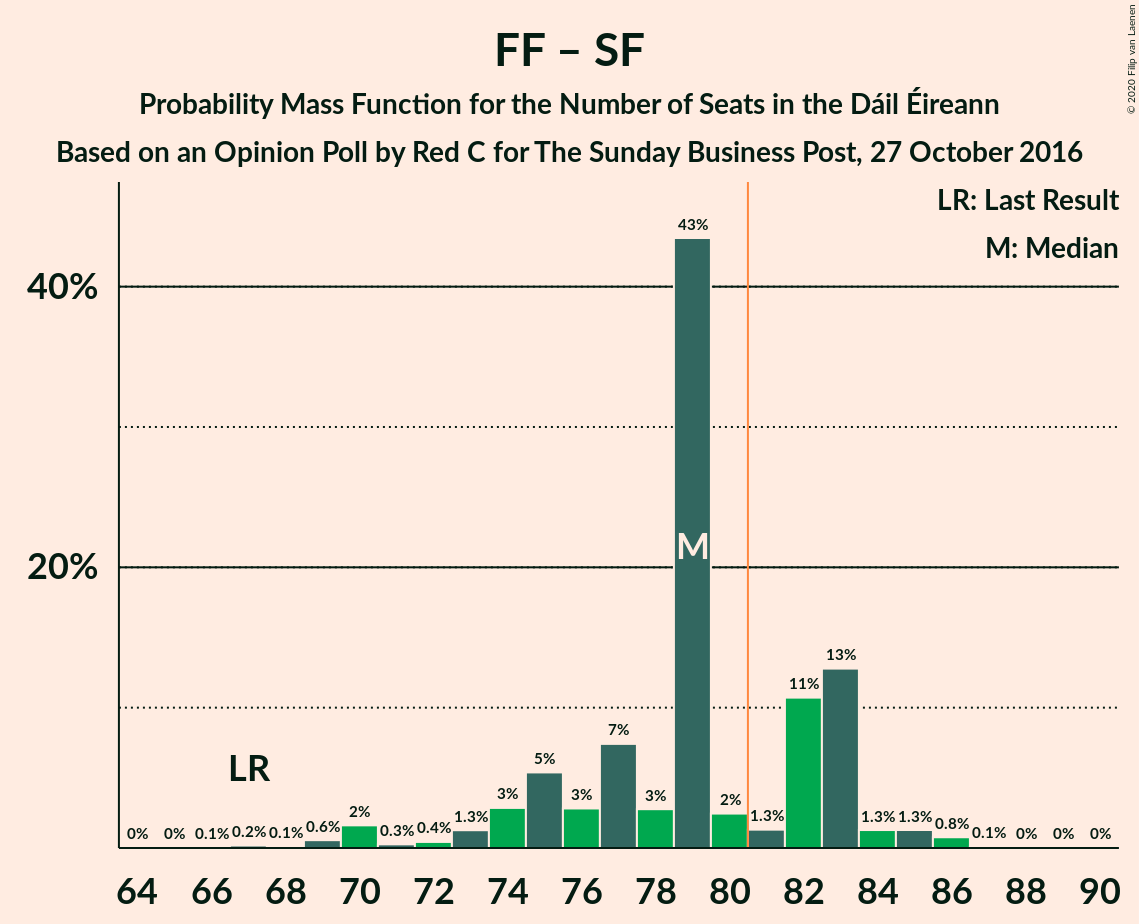 FF – SF
Probability Mass Function for the Number of Seats in the Dáil Éireann
Based on an Opinion Poll by Red C for The Sunday Business Post, 27 October 2016
© 2020 Filip van Laenen
LR: Last Result
M: Median
40%
20%
LR
M
0% 0% 0.1% 0.2% 0.1% 0.6% 2% 0.3% 0.4% 1.3% 3% 5% 3% 7% 3% 43% 2% 1.3% 11% 13% 1.3% 1.3% 0.8% 0.1% 0% 0% 0%
64 66 68 70 72 74 76 78 80 82 84 86 88 90